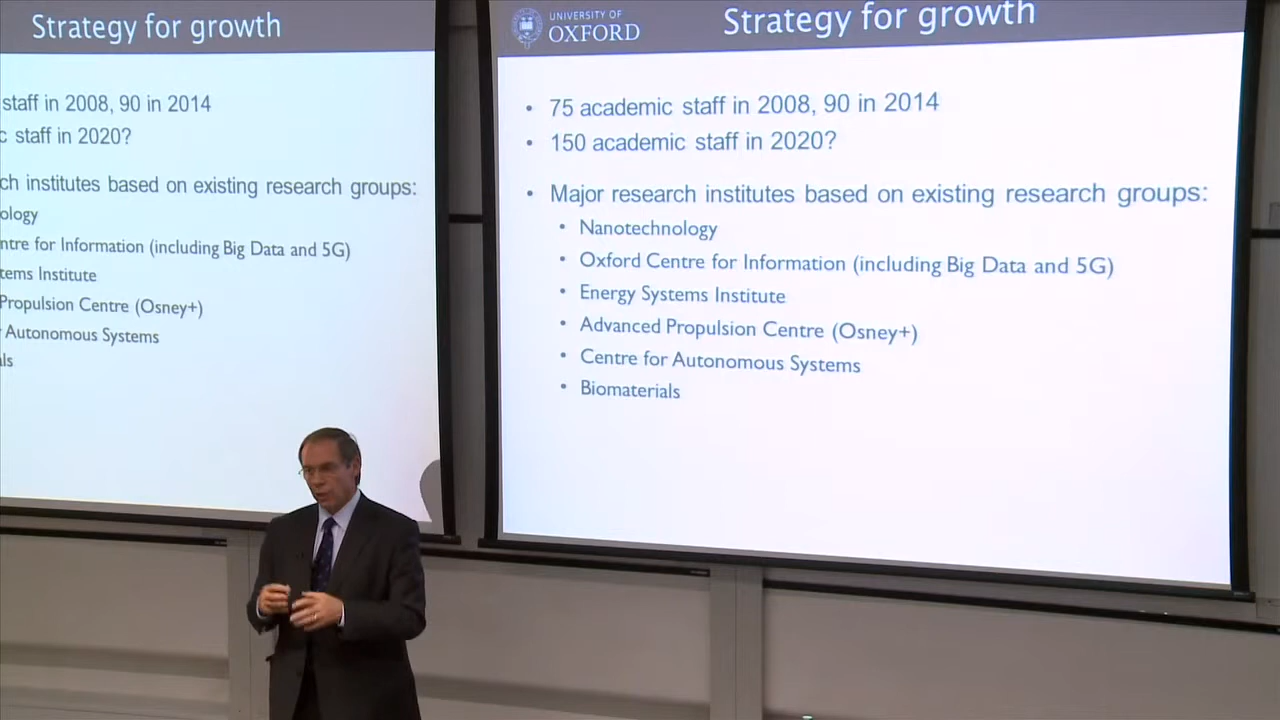 Strategy for growth
staff in 2008, 90 in 2014
c staff in 2020?
ch institutes based on existing research groups:
ology
ntre for Information (including Big Data and 5G)
tems Institute
Propulsion Centre (Osney+)
Autonomous Systems
ls
UNIVERSITY OF
OXFORD
Strategy for growth
• 75 academic staff in 2008, 90 in 2014
• 150 academic staff in 2020?
• Major research institutes based on existing research groups:
• Nanotechnology
• Oxford Centre for Information (including Big Data and 5G)
• Energy Systems Institute
• Advanced Propulsion Centre (Osney+)
• Centre for Autonomous Systems
• Biomaterials